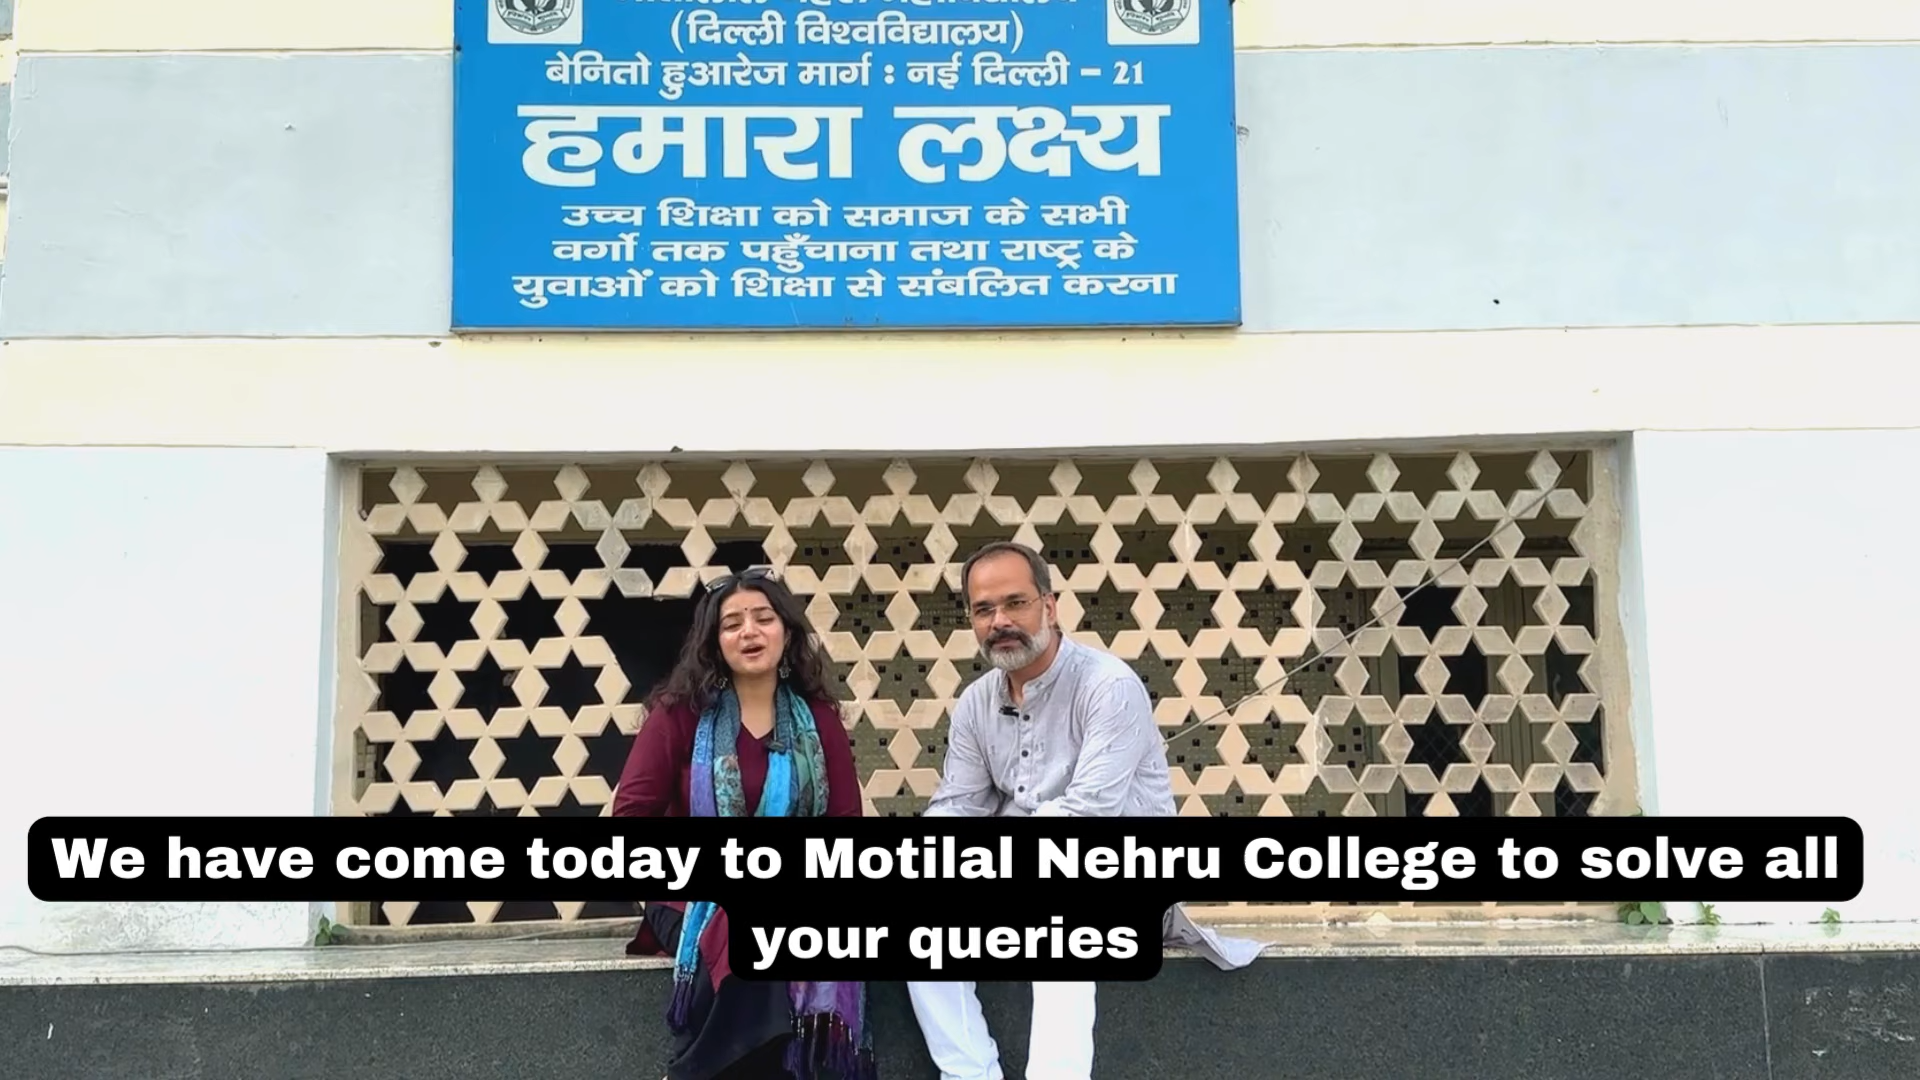 (दिल्ली विश्वविद्यालय)
बेनितो हुआरेज मार्ग : नई दिल्ली – 21
हमारा लक्ष्य
उच्च शिक्षा को समाज के सभी
वर्गो तक पहुँचाना तथा राष्ट्र के
युवाओं को शिक्षा से संबलित करना
We have come today to Motilal Nehru College to solve all
your queries